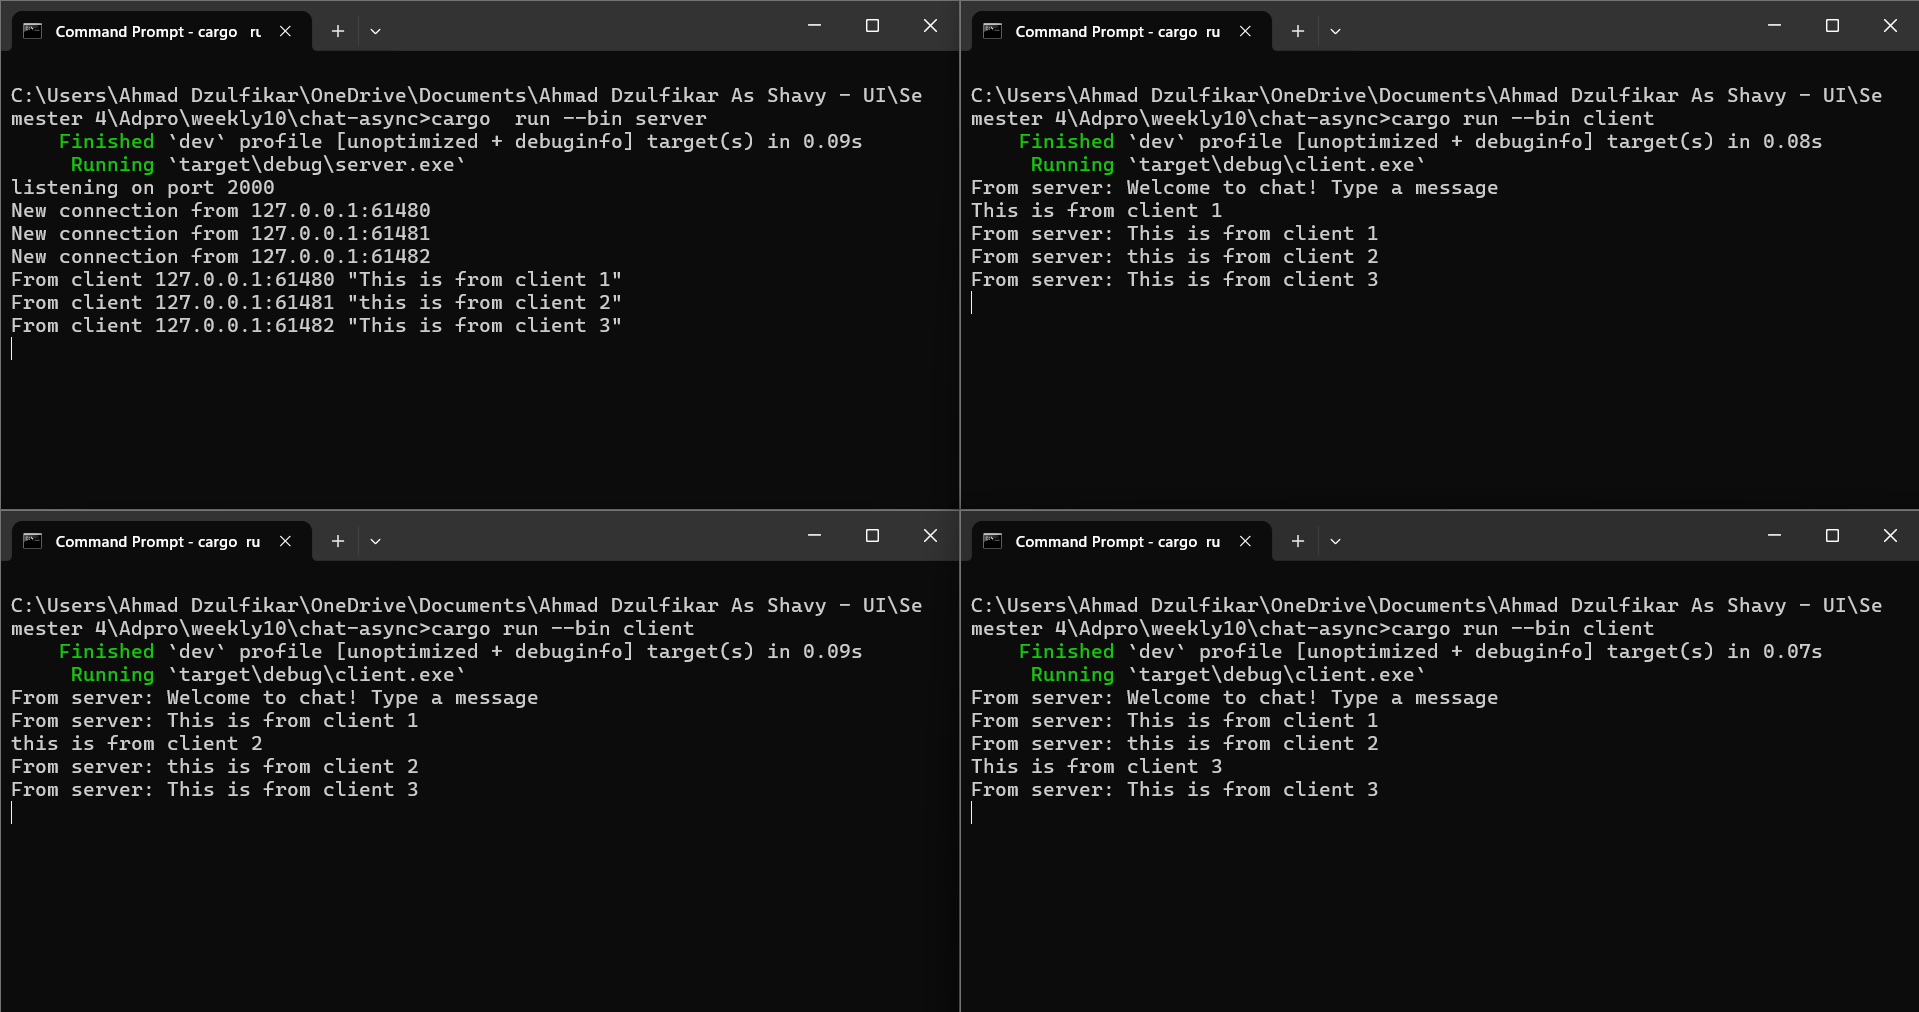 Command Prompt - cargo ru
C:\Users\Ahmad Dzulfikar\OneDrive\Documents\Ahmad Dzulfikar As Shavy - UI\Se
mester 4\Adpro\weekly10\chat-async>cargo  run --bin server
Finished `dev` profile [unoptimized + debuginfo] target(s) in 0.09s
Running `target\debug\server.exe`
listening on port 2000
New connection from 127.0.0.1:61480
New connection from 127.0.0.1:61481
New connection from 127.0.0.1:61482
From client 127.0.0.1:61480 "This is from client 1"
From client 127.0.0.1:61481 "this is from client 2"
From client 127.0.0.1:61482 "This is from client 3"
Command Prompt - cargo  ru
C:\Users\Ahmad Dzulfikar\OneDrive\Documents\Ahmad Dzulfikar As Shavy - UI\Se
mester 4\Adpro\weekly10\chat-async>cargo run --bin client
Finished `dev` profile [unoptimized + debuginfo] target(s) in 0.08s
Running `target\debug\client.exe`
From server: Welcome to chat! Type a message
This is from client 1
From server: This is from client 1
From server: this is from client 2
From server: This is from client 3
Command Prompt - cargo  ru
C:\Users\Ahmad Dzulfikar\OneDrive\Documents\Ahmad Dzulfikar As Shavy - UI\Se
mester 4\Adpro\weekly10\chat-async>cargo run --bin client
Finished `dev` profile [unoptimized + debuginfo] target(s) in 0.09s
Running `target\debug\client.exe`
From server: Welcome to chat! Type a message
From server: This is from client 1
this is from client 2
From server: this is from client 2
From server: This is from client 3
Command Prompt - cargo  ru
C:\Users\Ahmad Dzulfikar\OneDrive\Documents\Ahmad Dzulfikar As Shavy - UI\Se
mester 4\Adpro\weekly10\chat-async>cargo run --bin client
Finished `dev` profile [unoptimized + debuginfo] target(s) in 0.07s
Running `target\debug\client.exe`
From server: Welcome to chat! Type a message
From server: This is from client 1
From server: this is from client 2
This is from client 3
From server: This is from client 3